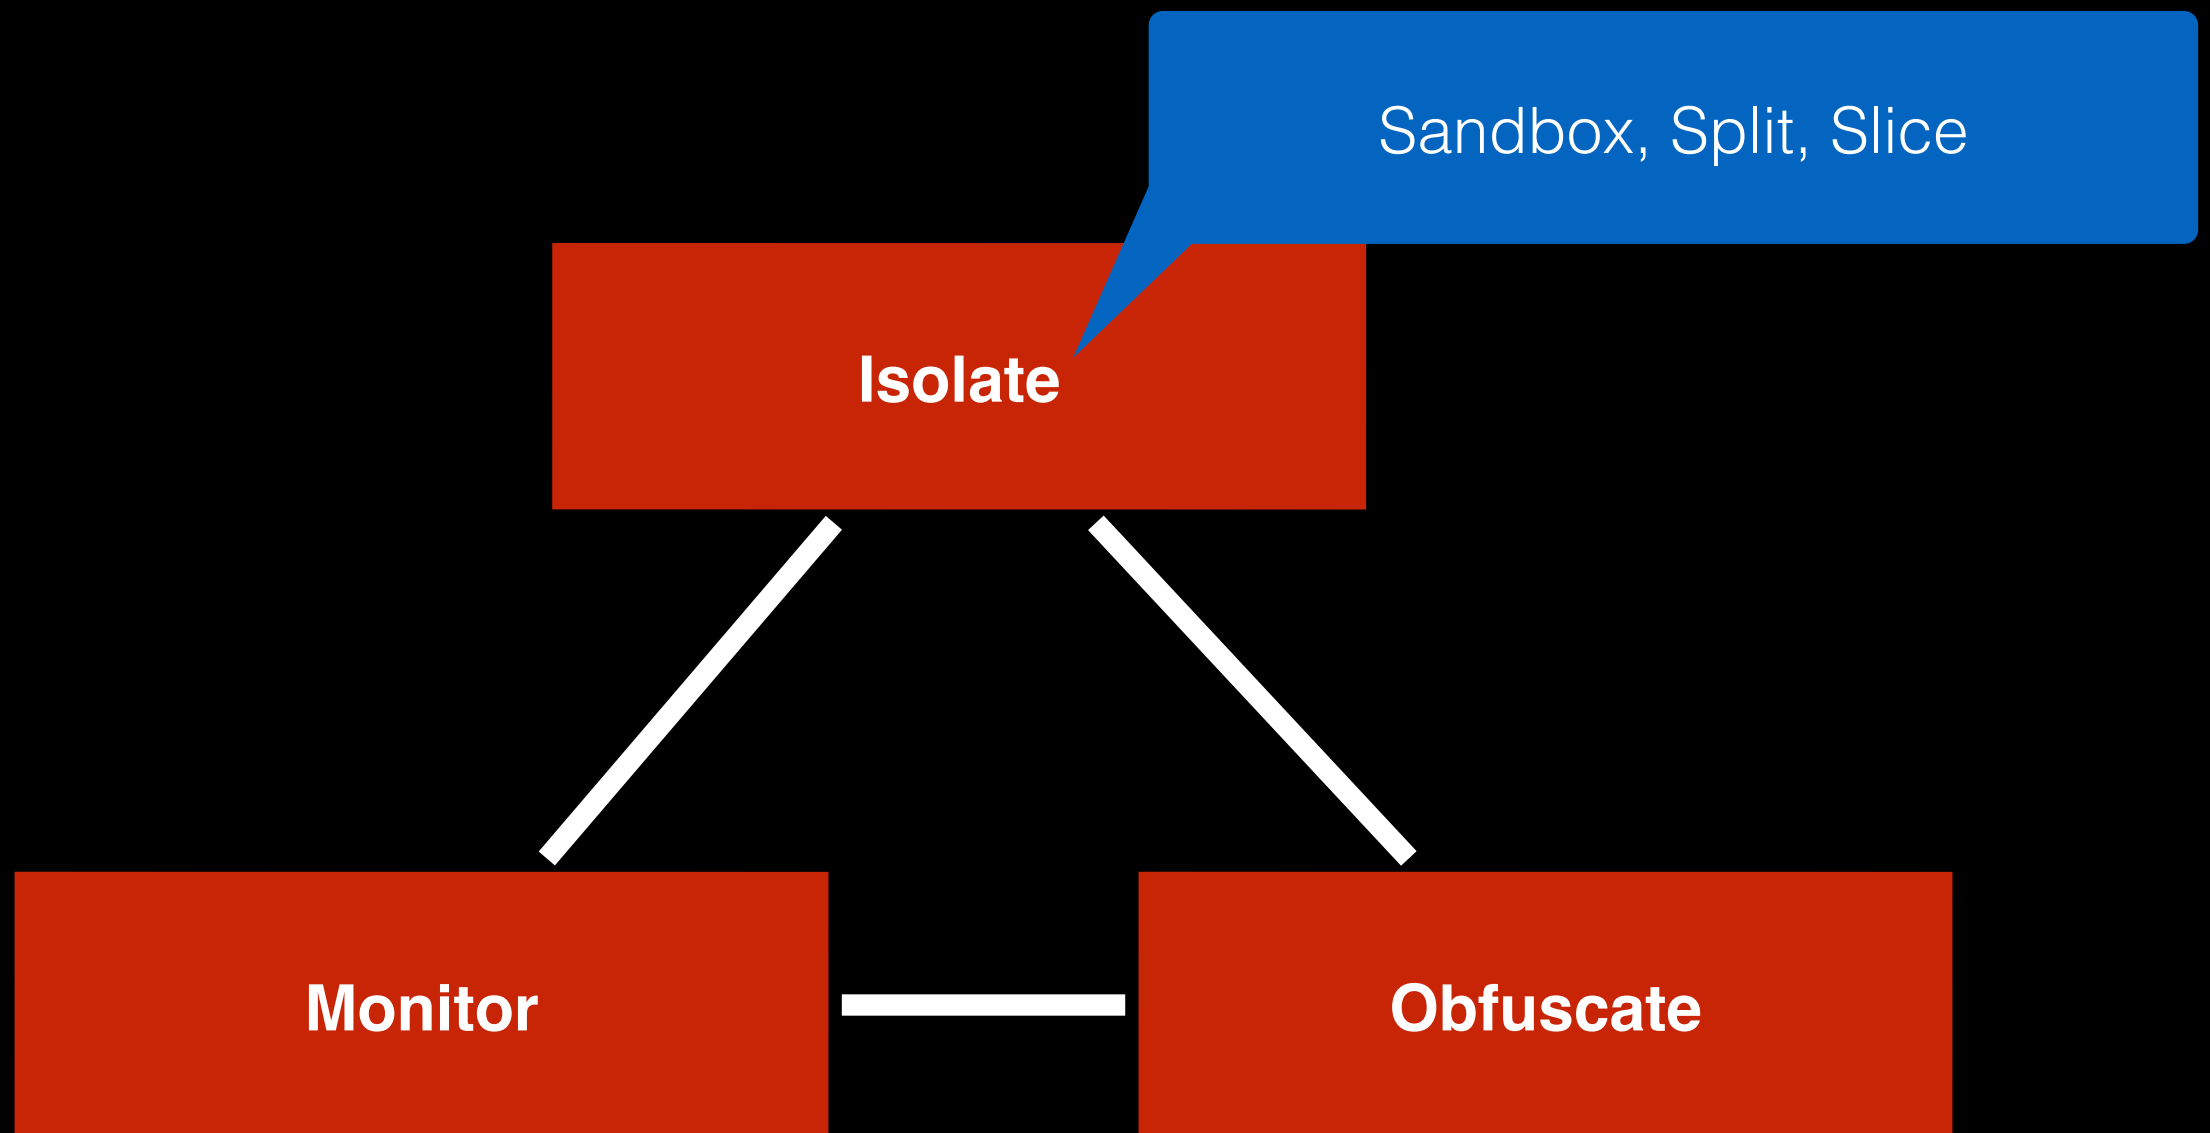 Sandbox, Split, Slice
Isolate
Monitor
Obfuscate